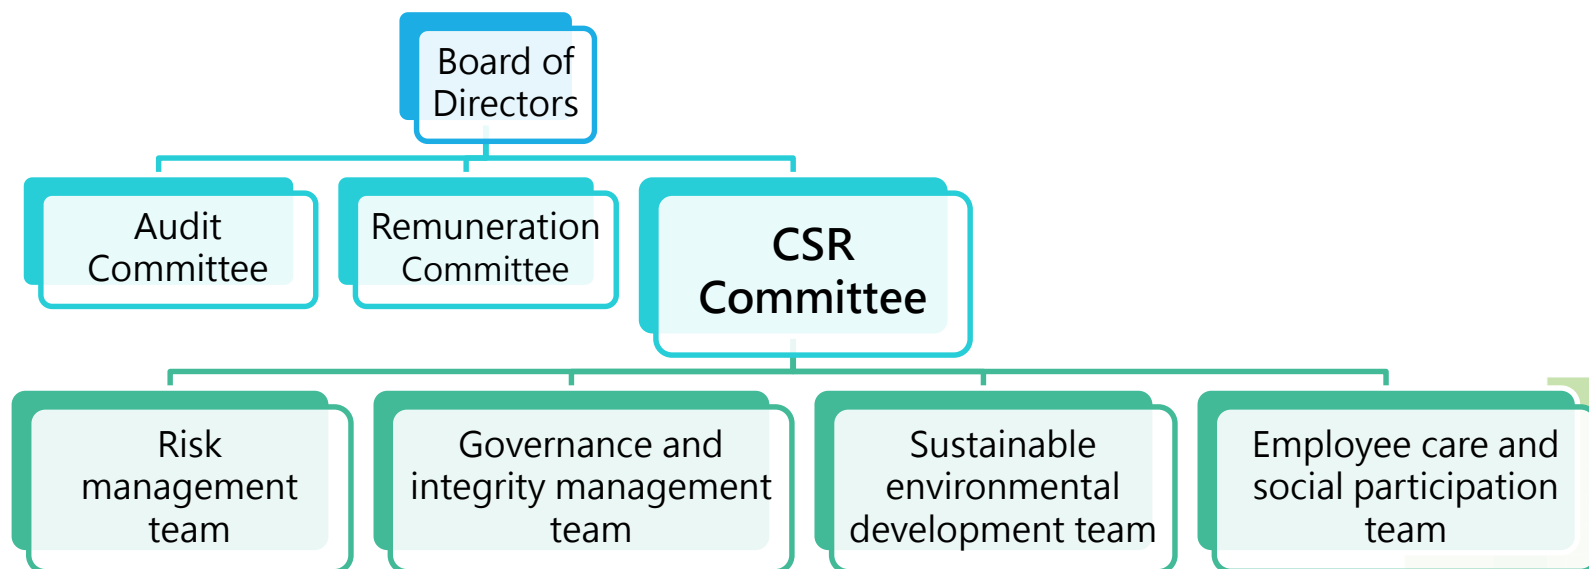 Board of
Directors
Audit
Committee
Remuneration
Committee
CSR
Committee
Risk
management
team
Governance and
integrity management
team
Sustainable
environmental
development team
Employee care and
social participation
team